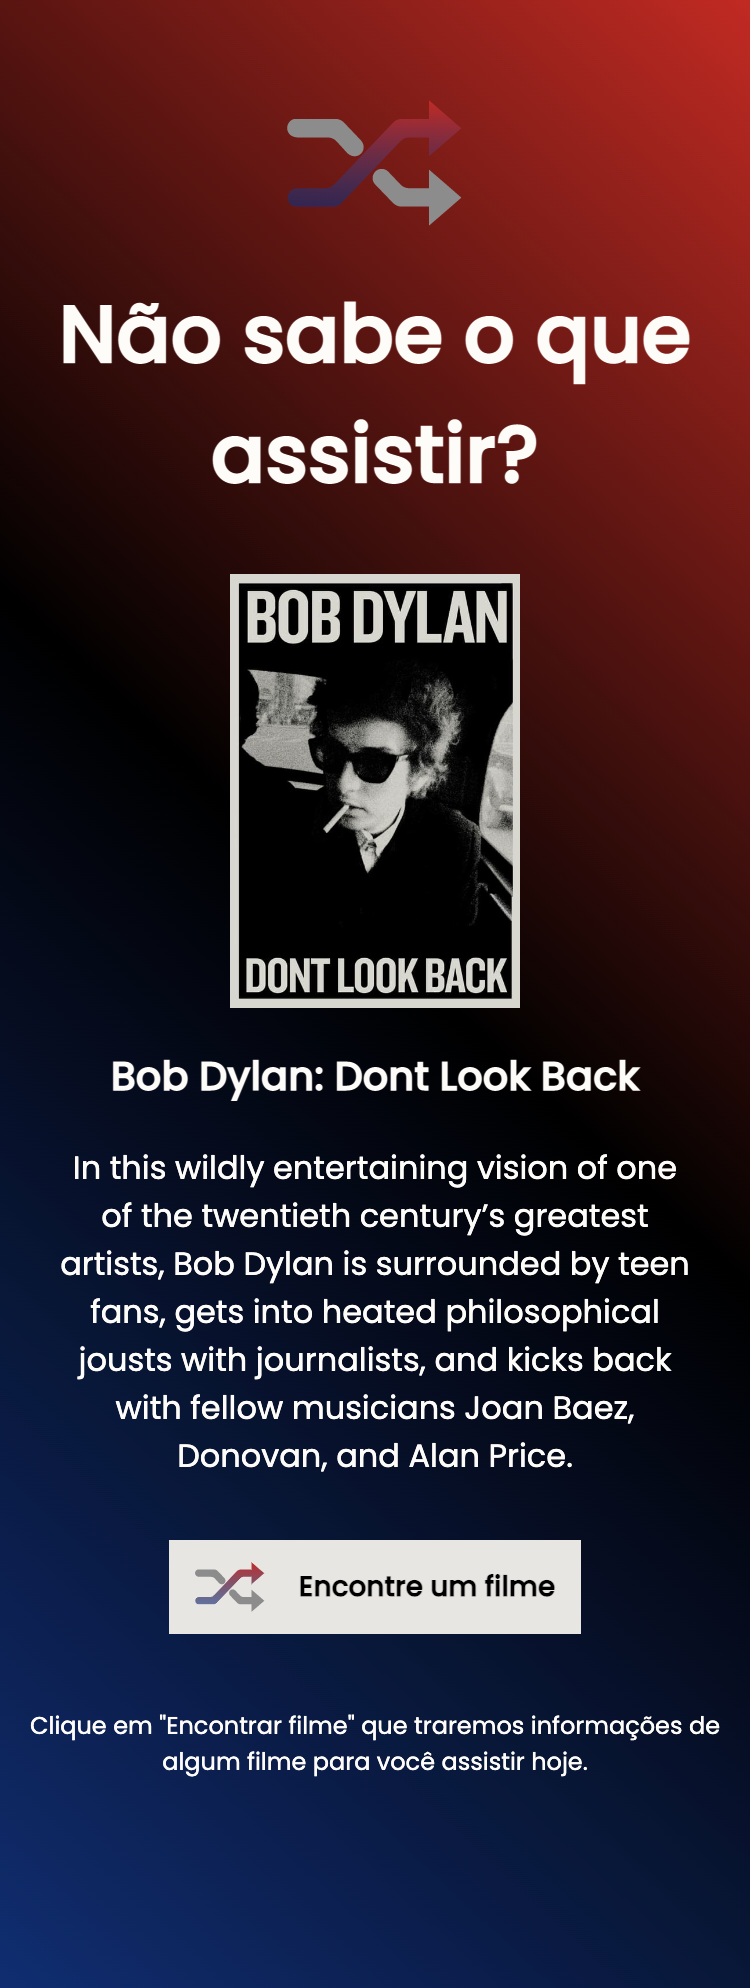 Não sabe o que
assistir?
BOB DYLAN
DONT LOOK BACK
Bob Dylan: Dont Look Back
In this wildly entertaining vision of one
of the twentieth century’s greatest
artists, Bob Dylan is surrounded by teen
fans, gets into heated philosophical
jousts with journalists, and kicks back
with fellow musicians Joan Baez,
Donovan, and Alan Price.
Encontre um filme
Clique em "Encontrar filme" que traremos informações de
algum filme para você assistir hoje.